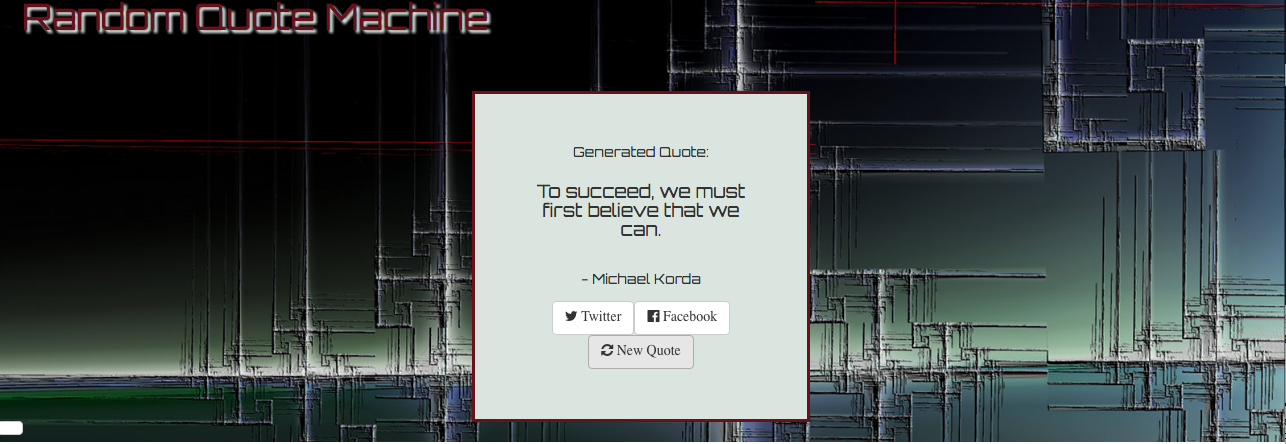 Random Quote Machine
Generated Quote:
To succeed, we must
first believe that we
can.
- Michael Korda
Twitter Facebook
New Quote